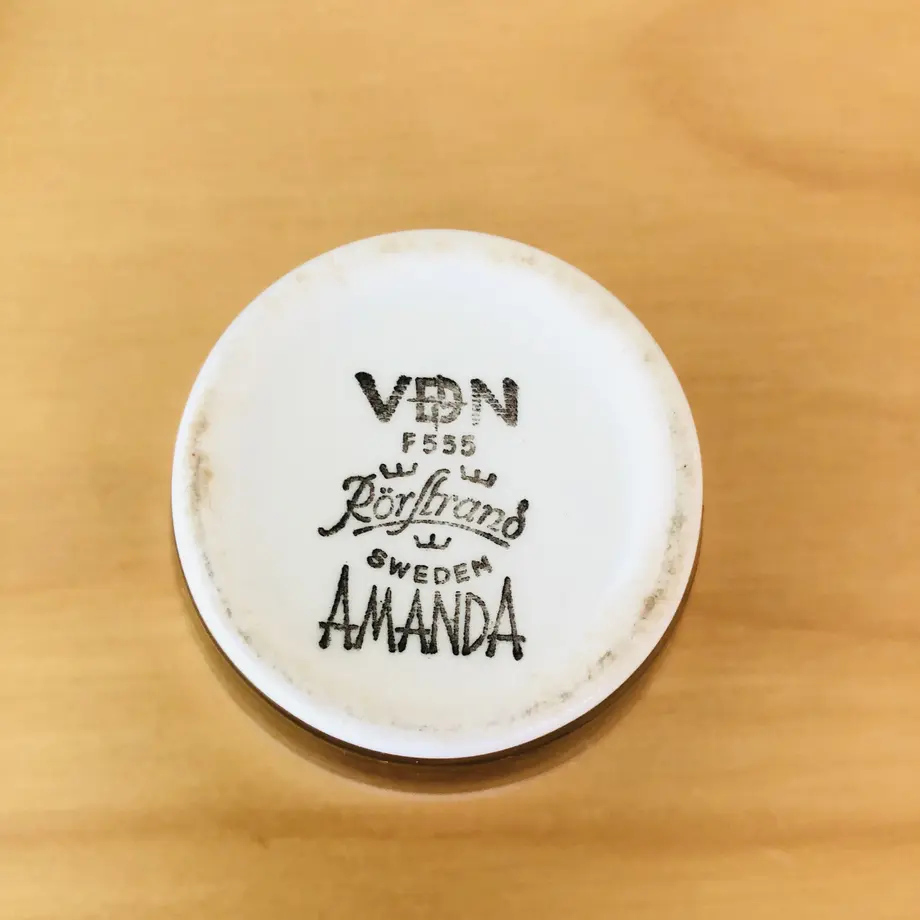 VDN
F555
Rörstrand
SWEDEN
AMANDA